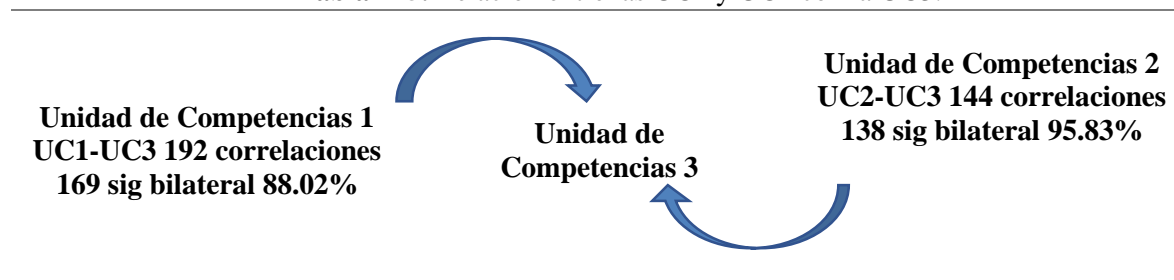 Unidad de Competencias 1
UC1-UC3 192 correlaciones
169 sig bilateral 88.02%
Unidad de
Competencias 3
Unidad de Competencias 2
UC2-UC3 144 correlaciones
138 sig bilateral 95.83%